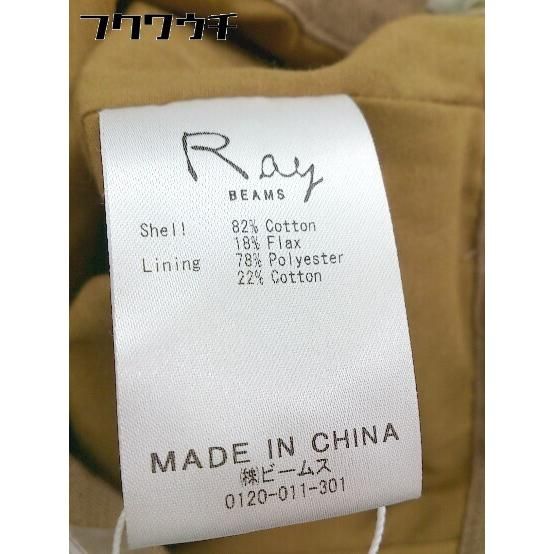 フクワウチ
Ray
BEAMS
Shell 82% Cotton
18% Flax
Lining 78% Polyester
22% Cotton
MADE IN CHINA
㈱ビームス
0120-011-301